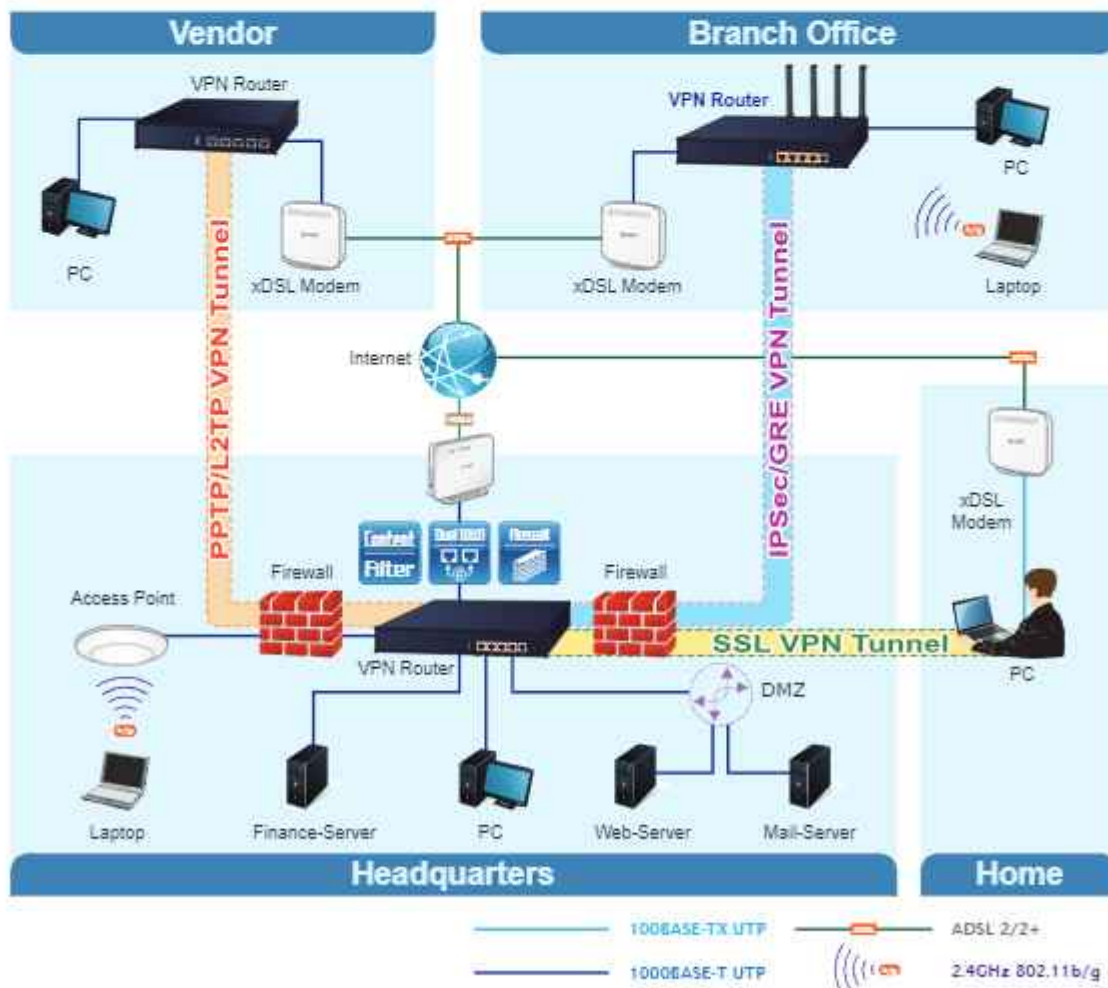 Vendor
Branch Office
VPN Router
VPN Router
PC
PC
xDSL Modem
xDSL Modem
Laptop
PPTP/L2TP VPN Tunnel
IPSec/GRE VPN Tunnel
Internet
xDSL
Modem
Content
Filter
Firewall
Firewall
Firewall
Access Point
VPN Router
SSL VPN Tunnel
PC
DMZ
Laptop
Finance-Server
PC
Web-Server
Mail-Server
Headquarters
Home
100BASE-TX UTP
ADSL 2/2+
1000BASE-T UTP
2.4GHz 802.11b/g